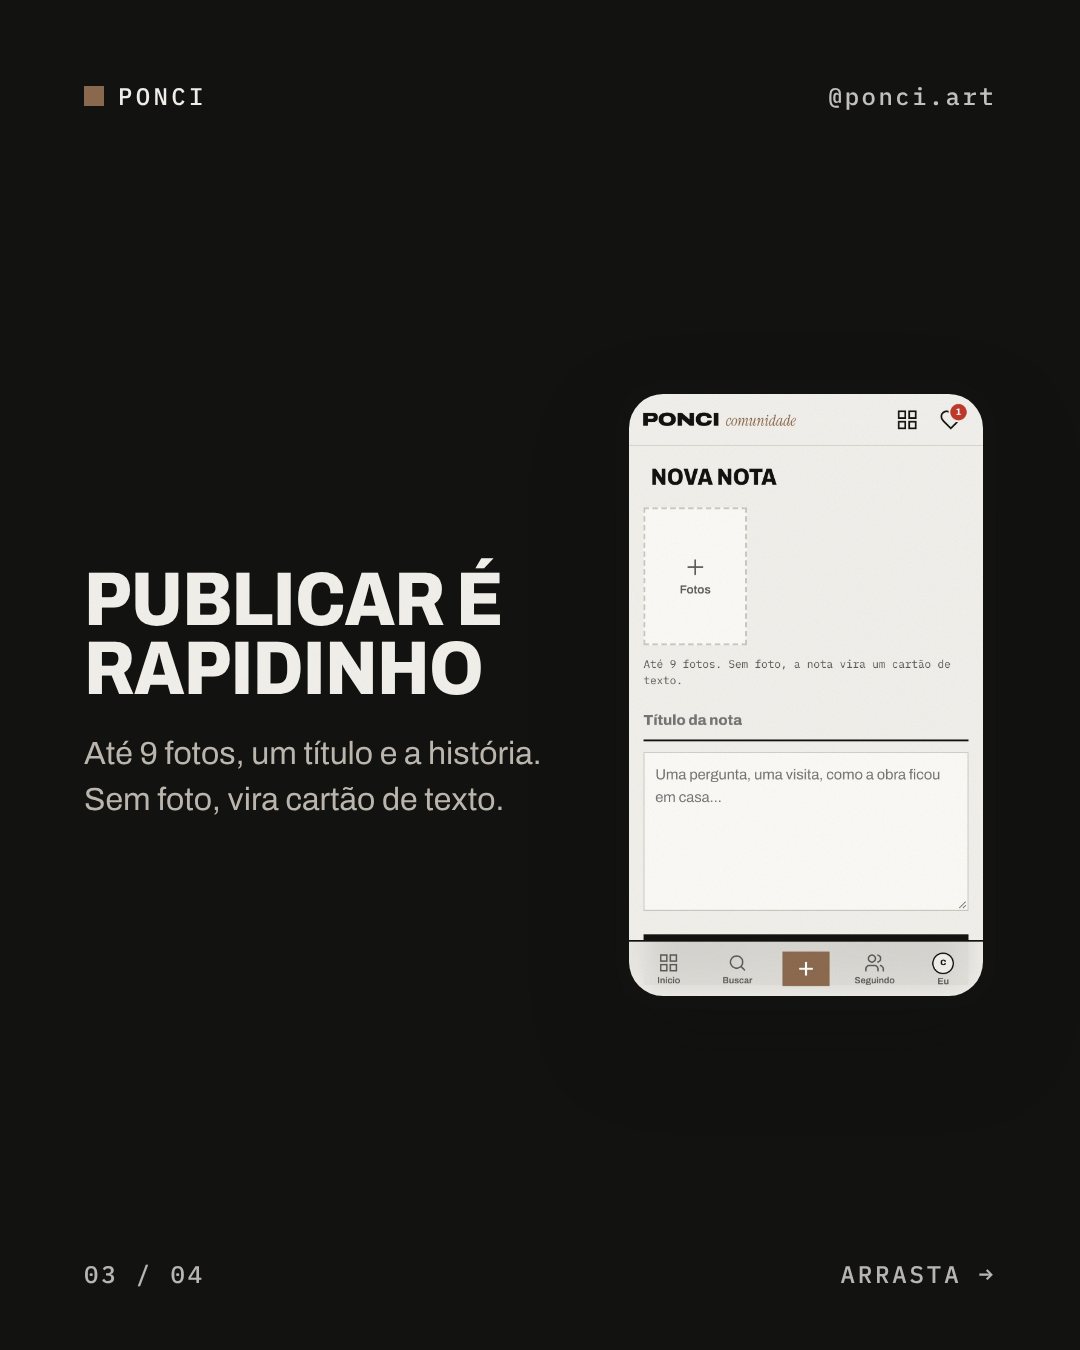 PONCI
@ponci.art
PUBLICAR É
RAPIDINHO
Até 9 fotos, um título e a história.
Sem foto, vira cartão de texto.
PONCI comunidade
1
NOVA NOTA
Fotos
Até 9 fotos. Sem foto, a nota vira um cartão de
texto.
Título da nota
Uma pergunta, uma visita, como a obra ficou
em casa...
Início
Buscar
Seguindo
C
Eu
03 / 04
ARRASTA →